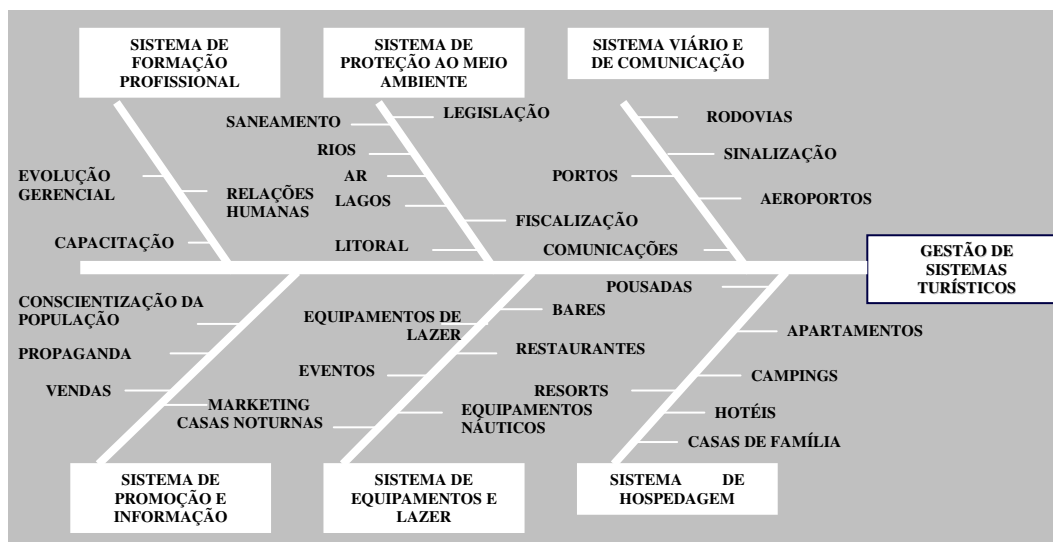 SISTEMA DE
FORMAÇÃO
PROFISSIONAL
SISTEMA DE
PROTEÇÃO AO MEIO
AMBIENTE
SISTEMA VIÁRIO E
DE COMUNICAÇÃO
EVOLUÇÃO
GERENCIAL
RELAÇÕES
HUMANAS
CAPACITAÇÃO
SANEAMENTO
LEGISLAÇÃO
RIOS
AR
LAGOS
FISCALIZAÇÃO
LITORAL
RODOVIAS
SINALIZAÇÃO
PORTOS
AEROPORTOS
COMUNICAÇÕES
GESTÃO DE
SISTEMAS
TURÍSTICOS
CONSCIENTIZAÇÃO DA
POPULAÇÃO
PROPAGANDA
VENDAS
MARKETING
CASAS NOTURNAS
EQUIPAMENTOS DE
LAZER
BARES
RESTAURANTES
EVENTOS
EQUIPAMENTOS
NÁUTICOS
POUSADAS
APARTAMENTOS
CAMPINGS
RESORTS
HOTÉIS
CASAS DE FAMÍLIA
SISTEMA DE
PROMOÇÃO E
INFORMAÇÃO
SISTEMA DE
EQUIPAMENTOS E
LAZER
SISTEMA DE
HOSPEDAGEM